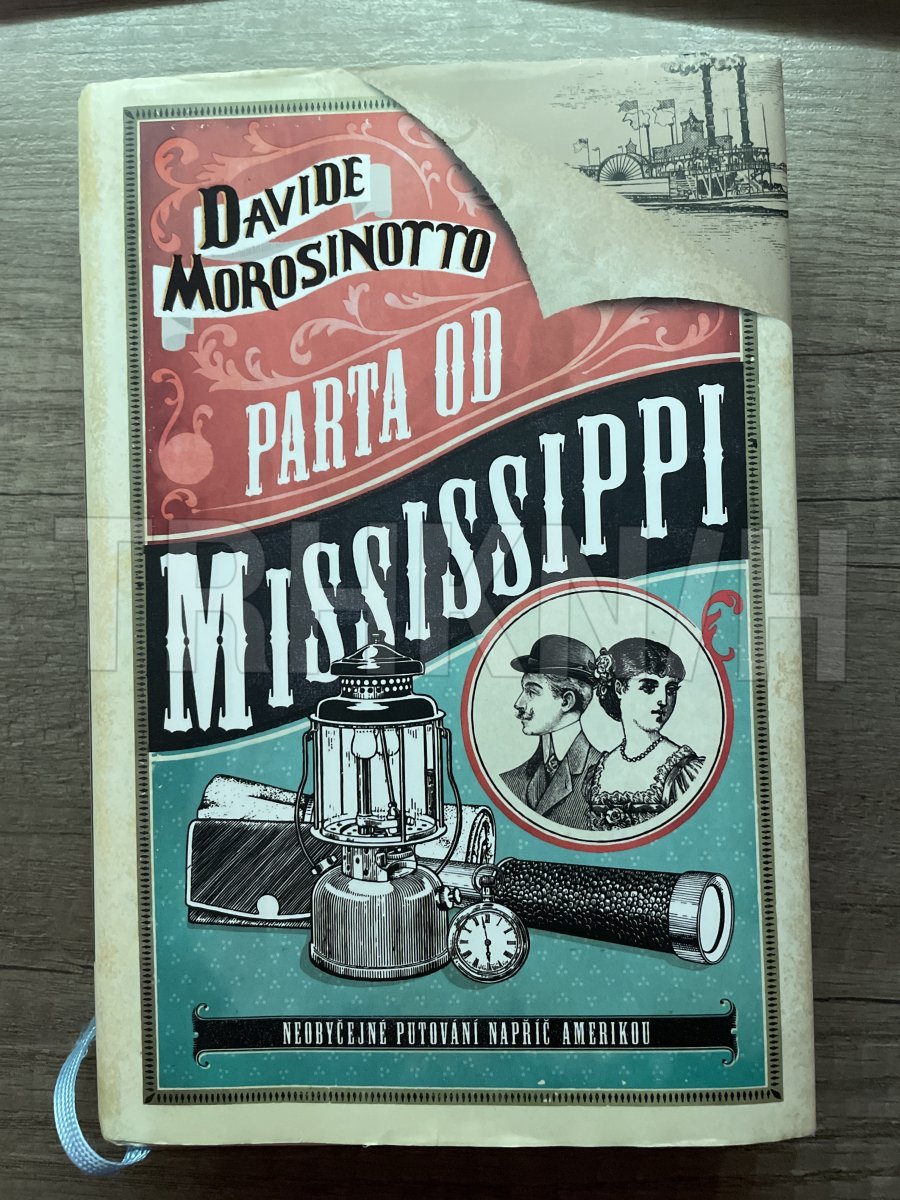 DAVIDE
MOROSINOTTO
PARTA OD
MISSISSIPPI
NEOBYČEJNÉ PUTOVÁNÍ NAPŘÍČ AMERIKOU